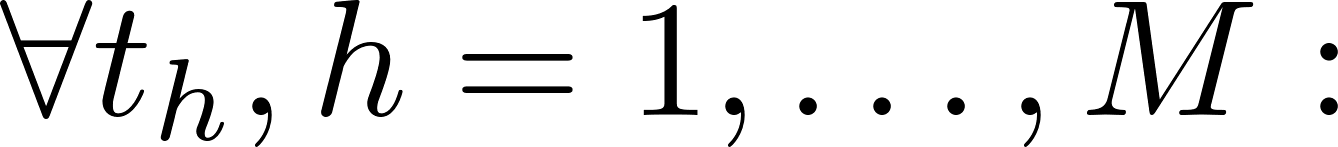 ∀t_h, h = 1, . . . , M :